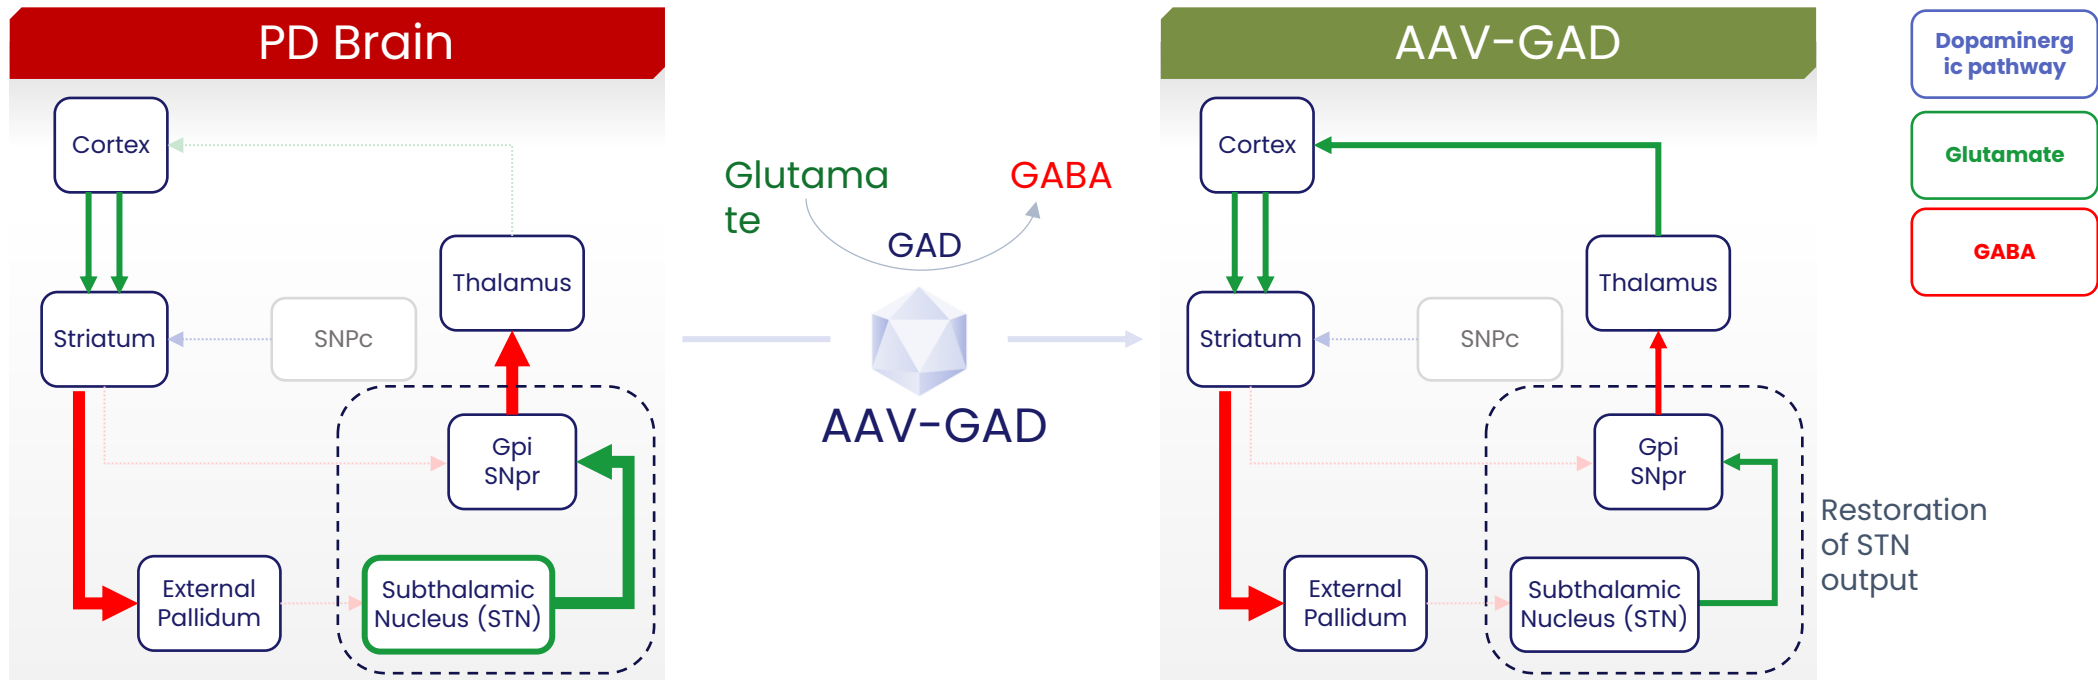 PD Brain
Cortex
Striatum
SNPc
Thalamus
Gpi
SNpr
External
Pallidum
Subthalamic
Nucleus (STN)
Glutama
te
GABA
GAD
AAV-GAD
AAV-GAD
Cortex
Striatum
SNPc
Thalamus
Gpi
SNpr
External
Pallidum
Subthalamic
Nucleus (STN)
Restoration
of STN
output
Dopaminerg
ic pathway
Glutamate
GABA